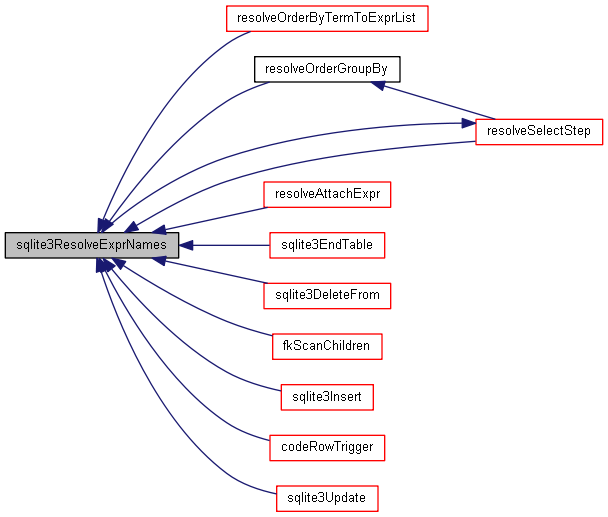 resolveOrderByTermToExprList
resolveOrderGroupBy
resolveSelectStep
resolveAttachExpr
sqlite3ResolveExprNames
sqlite3EndTable
sqlite3DeleteFrom
fkScanChildren
sqlite3Insert
codeRowTrigger
sqlite3Update